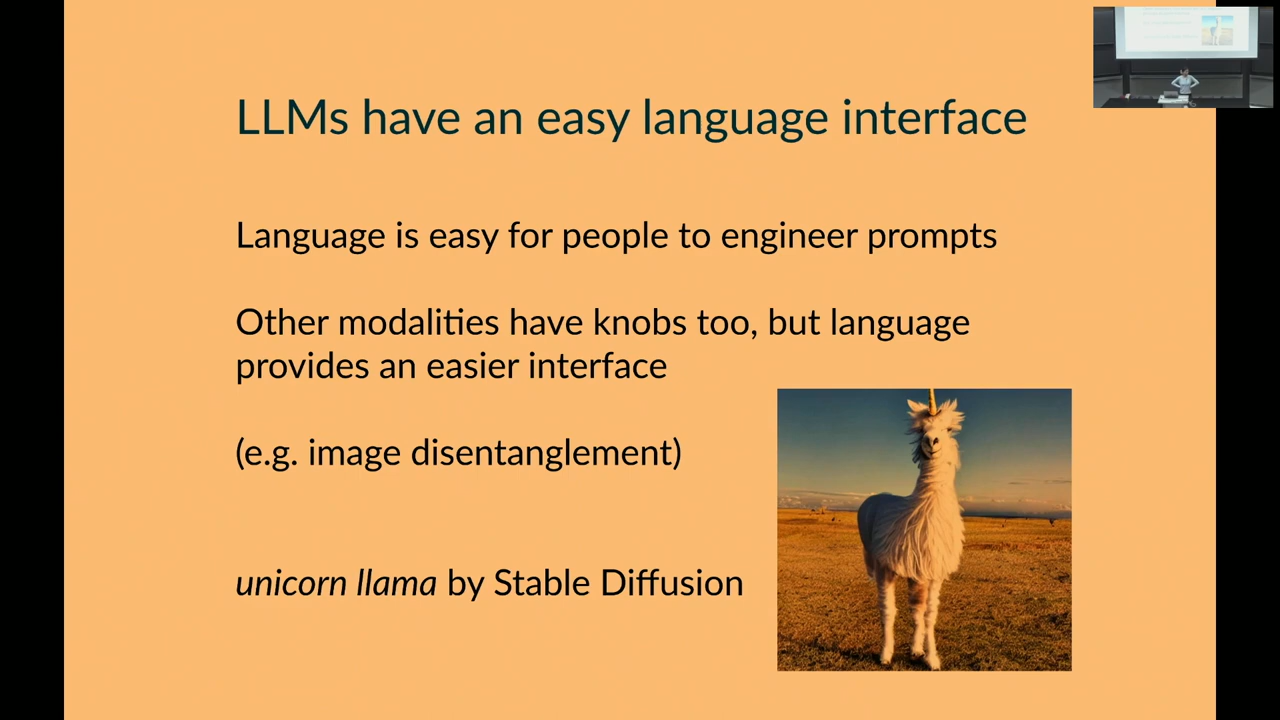 LLMs have an easy language interface
Language is easy for people to engineer prompts
Other modalities have knobs too, but language
provides an easier interface
(e.g. image disentanglement)
unicorn llama by Stable Diffusion